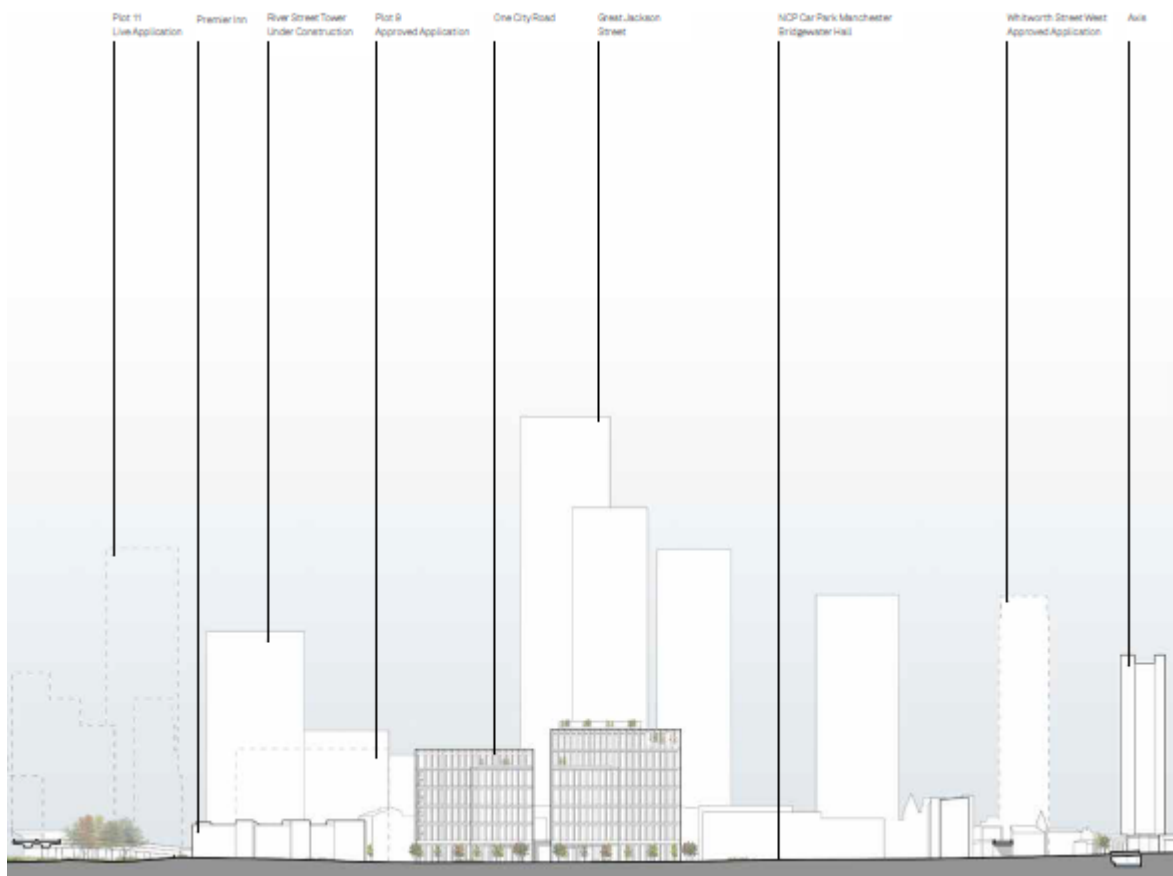 Plot 11
Live Application
Premier Inn
River Street Tower
Under Construction
Plot 9
Approved Application
One City Road
Great Jackson
Street
NCP Car Park Manchester
Bridgewater Hall
Whitworth Street West
Approved Application
Axis